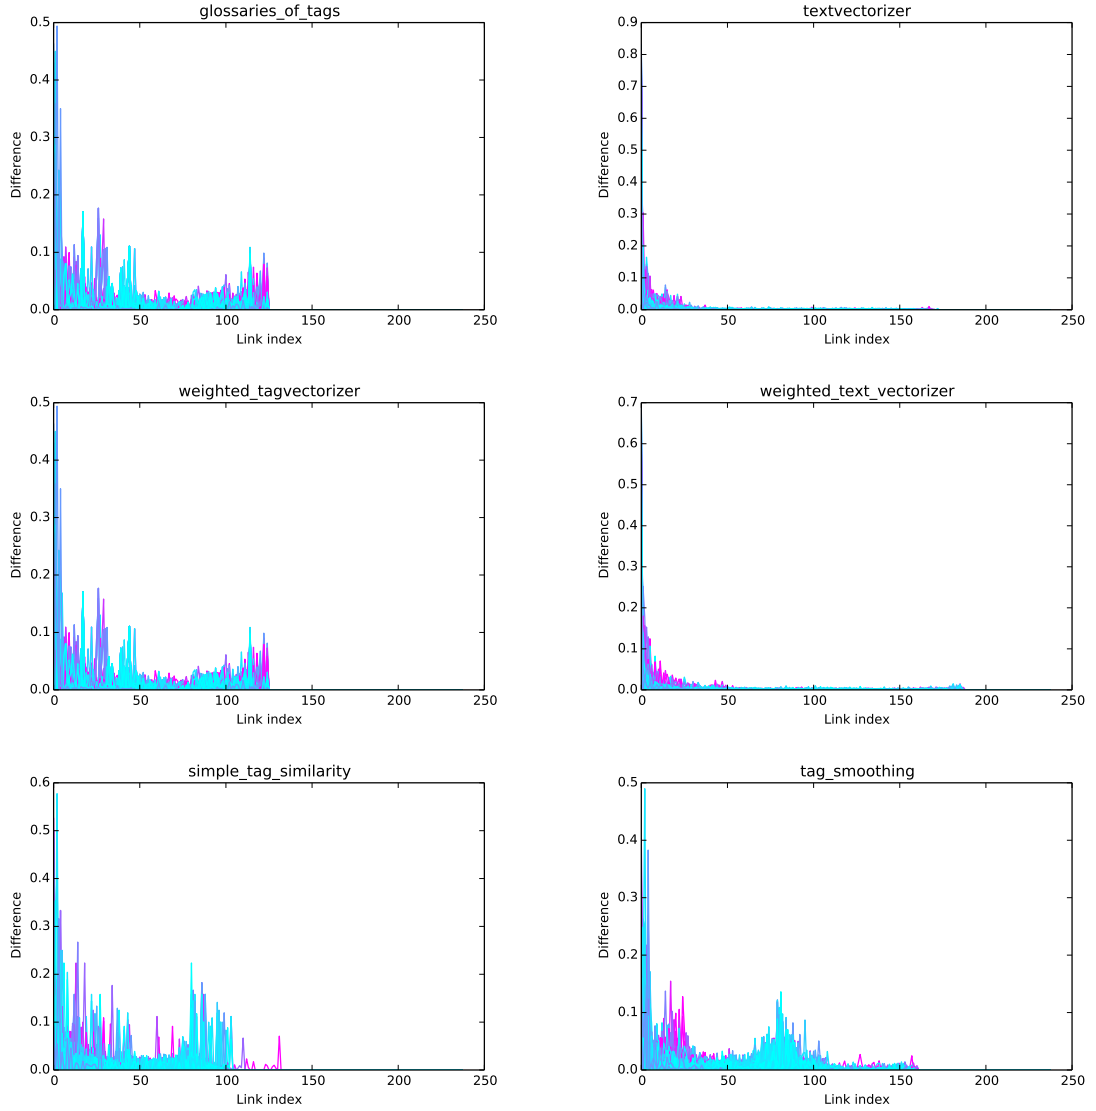 glossaries_of_tags
0.5
0.4
0.3
0.2
0.1
0.0
Difference
0 50 100 150 200 250
Link index
textvectorizer
0.9
0.8
0.7
0.6
0.5
0.4
0.3
0.2
0.1
0.0
Difference
0 50 100 150 200 250
Link index
weighted_tagvectorizer
0.5
0.4
0.3
0.2
0.1
0.0
Difference
0 50 100 150 200 250
Link index
weighted_text_vectorizer
0.7
0.6
0.5
0.4
0.3
0.2
0.1
0.0
Difference
0 50 100 150 200 250
Link index
simple_tag_similarity
0.6
0.5
0.4
0.3
0.2
0.1
0.0
Difference
0 50 100 150 200 250
Link index
tag_smoothing
0.5
0.4
0.3
0.2
0.1
0.0
Difference
0 50 100 150 200 250
Link index